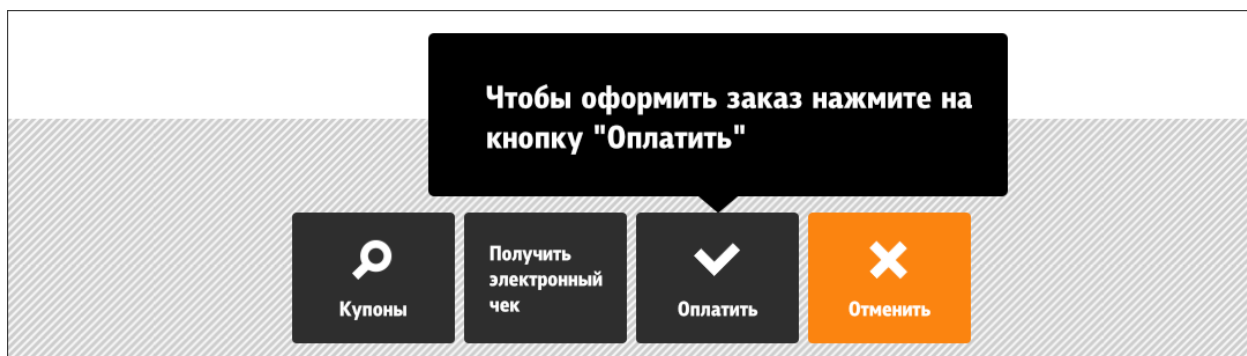 Чтобы оформить заказ нажмите на
кнопку "Оплатить"
Купоны
Получить
электронный
чек
Оплатить
Отменить